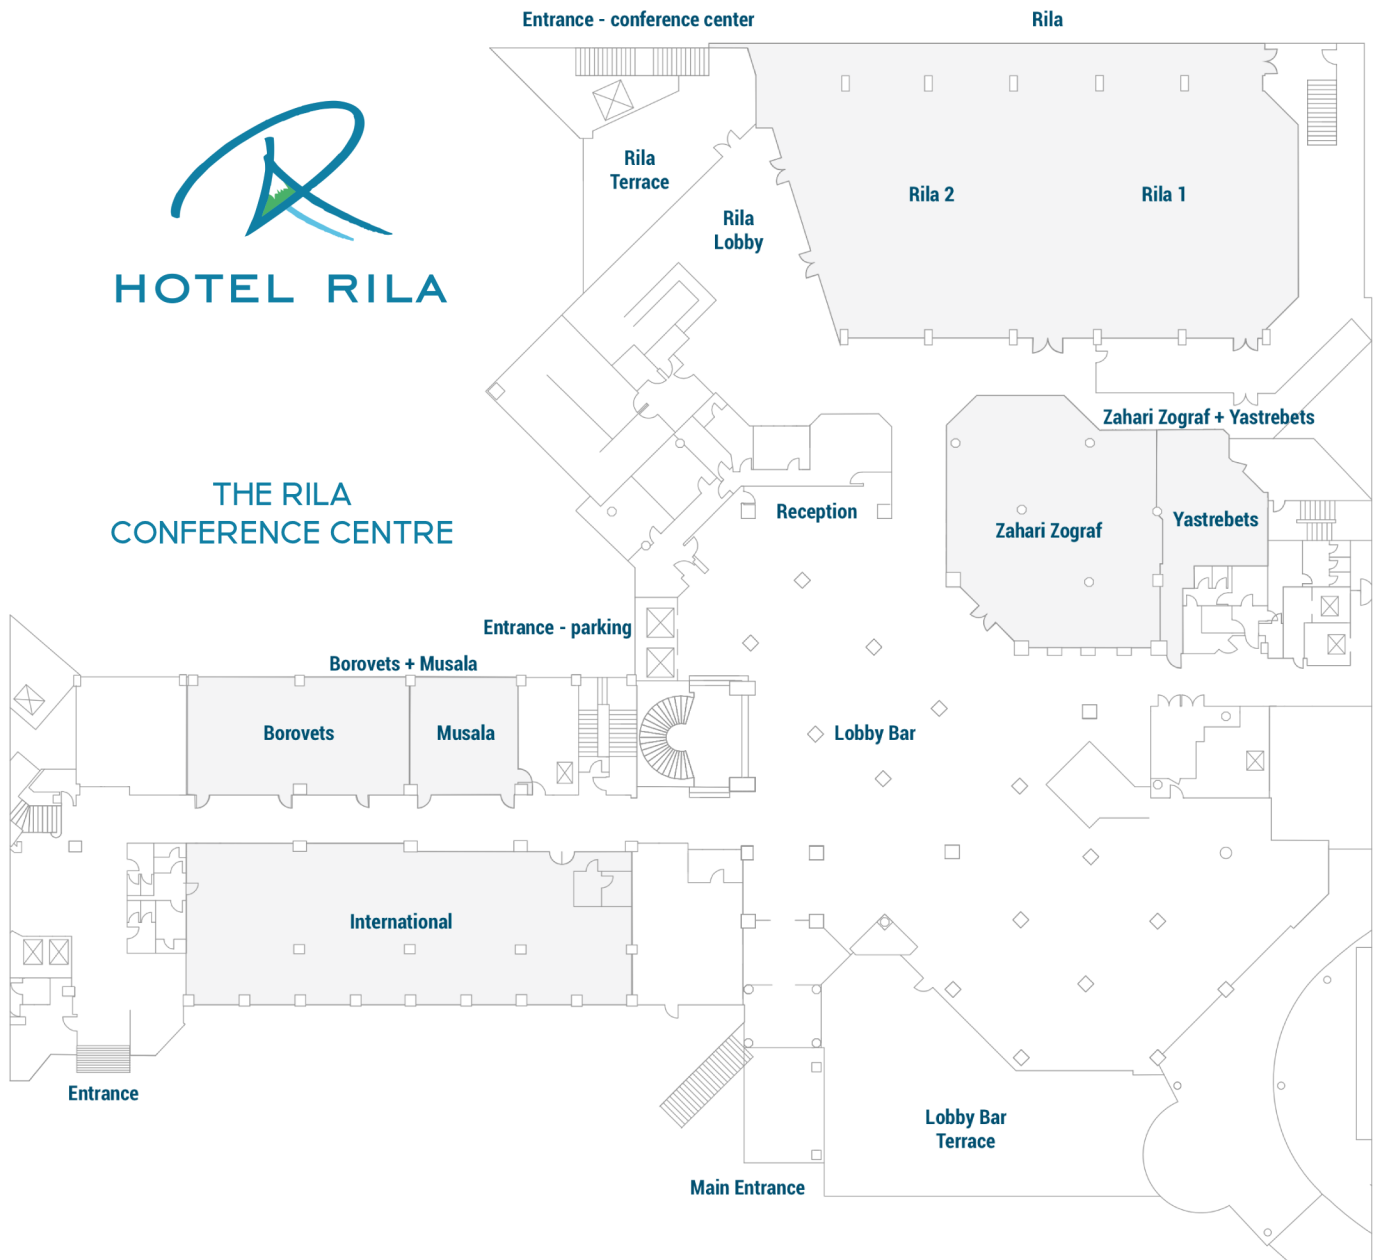 Entrance - conference center
Rila
Rila
Terrace
Rila
Lobby
Rila 2
Rila 1
HOTEL RILA
Zahari Zograf + Yastrebets
THE RILA
CONFERENCE CENTRE
Reception
Zahari Zograf
Yastrebets
Entrance - parking
Borovets + Musala
Borovets
Musala
Lobby Bar
International
Entrance
Lobby Bar
Terrace
Main Entrance